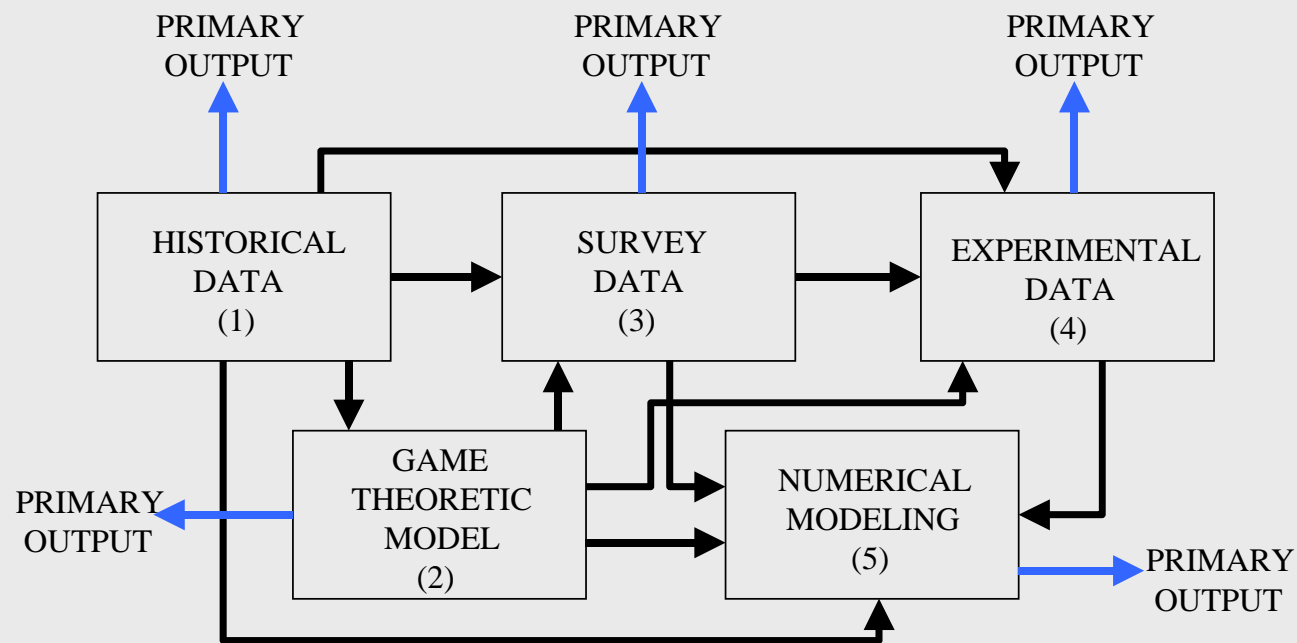 PRIMARY
OUTPUT
PRIMARY
OUTPUT
PRIMARY
OUTPUT
HISTORICAL
DATA
(1)
SURVEY
DATA
(3)
EXPERIMENTAL
DATA
(4)
GAME
THEORETIC
MODEL
(2)
NUMERICAL
MODELING
(5)
PRIMARY
OUTPUT
PRIMARY
OUTPUT